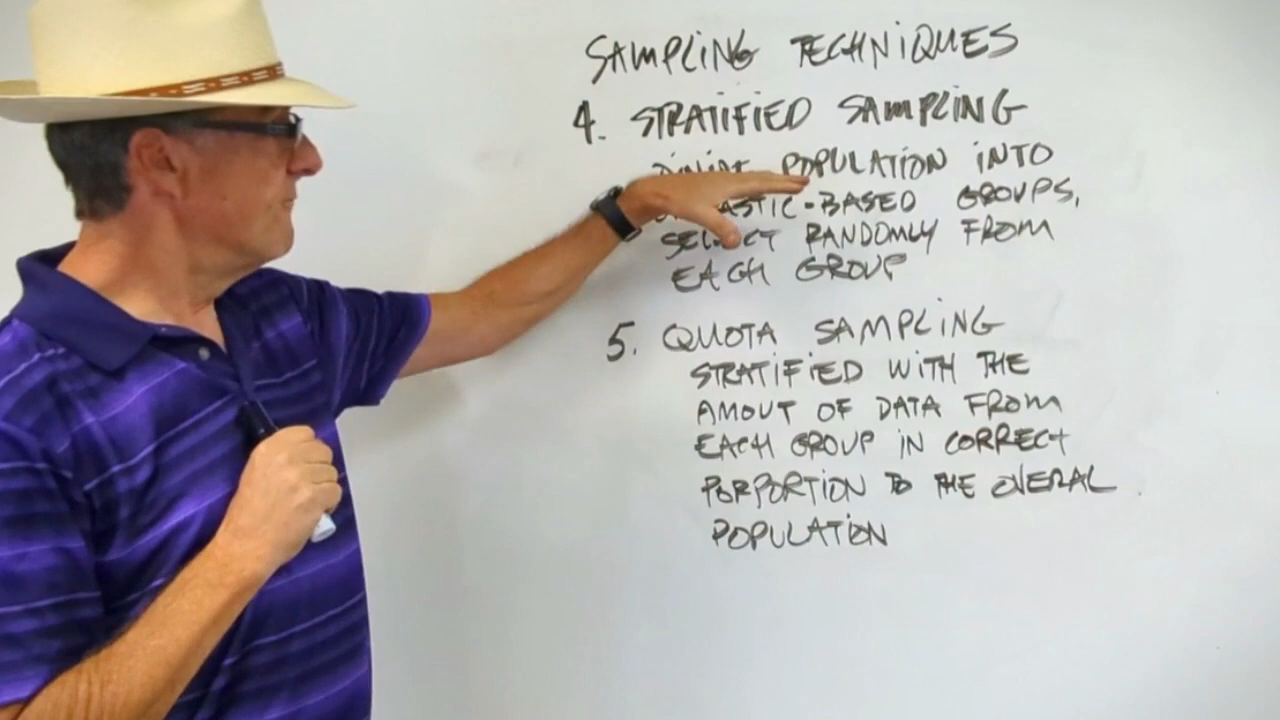 SAMPLING TECHNIQUES
4. STRATIFIED SAMPLING
POPULATION INTO
-BASED GROUPS,
SELECT RANDOMLY FROM
EACH GROUP
5. QUOTA SAMPLING
STRATIFIED WITH THE
AMOUT OF DATA FROM
EACH GROUP IN CORRECT
PORPORTION TO THE OVERAL
POPULATION